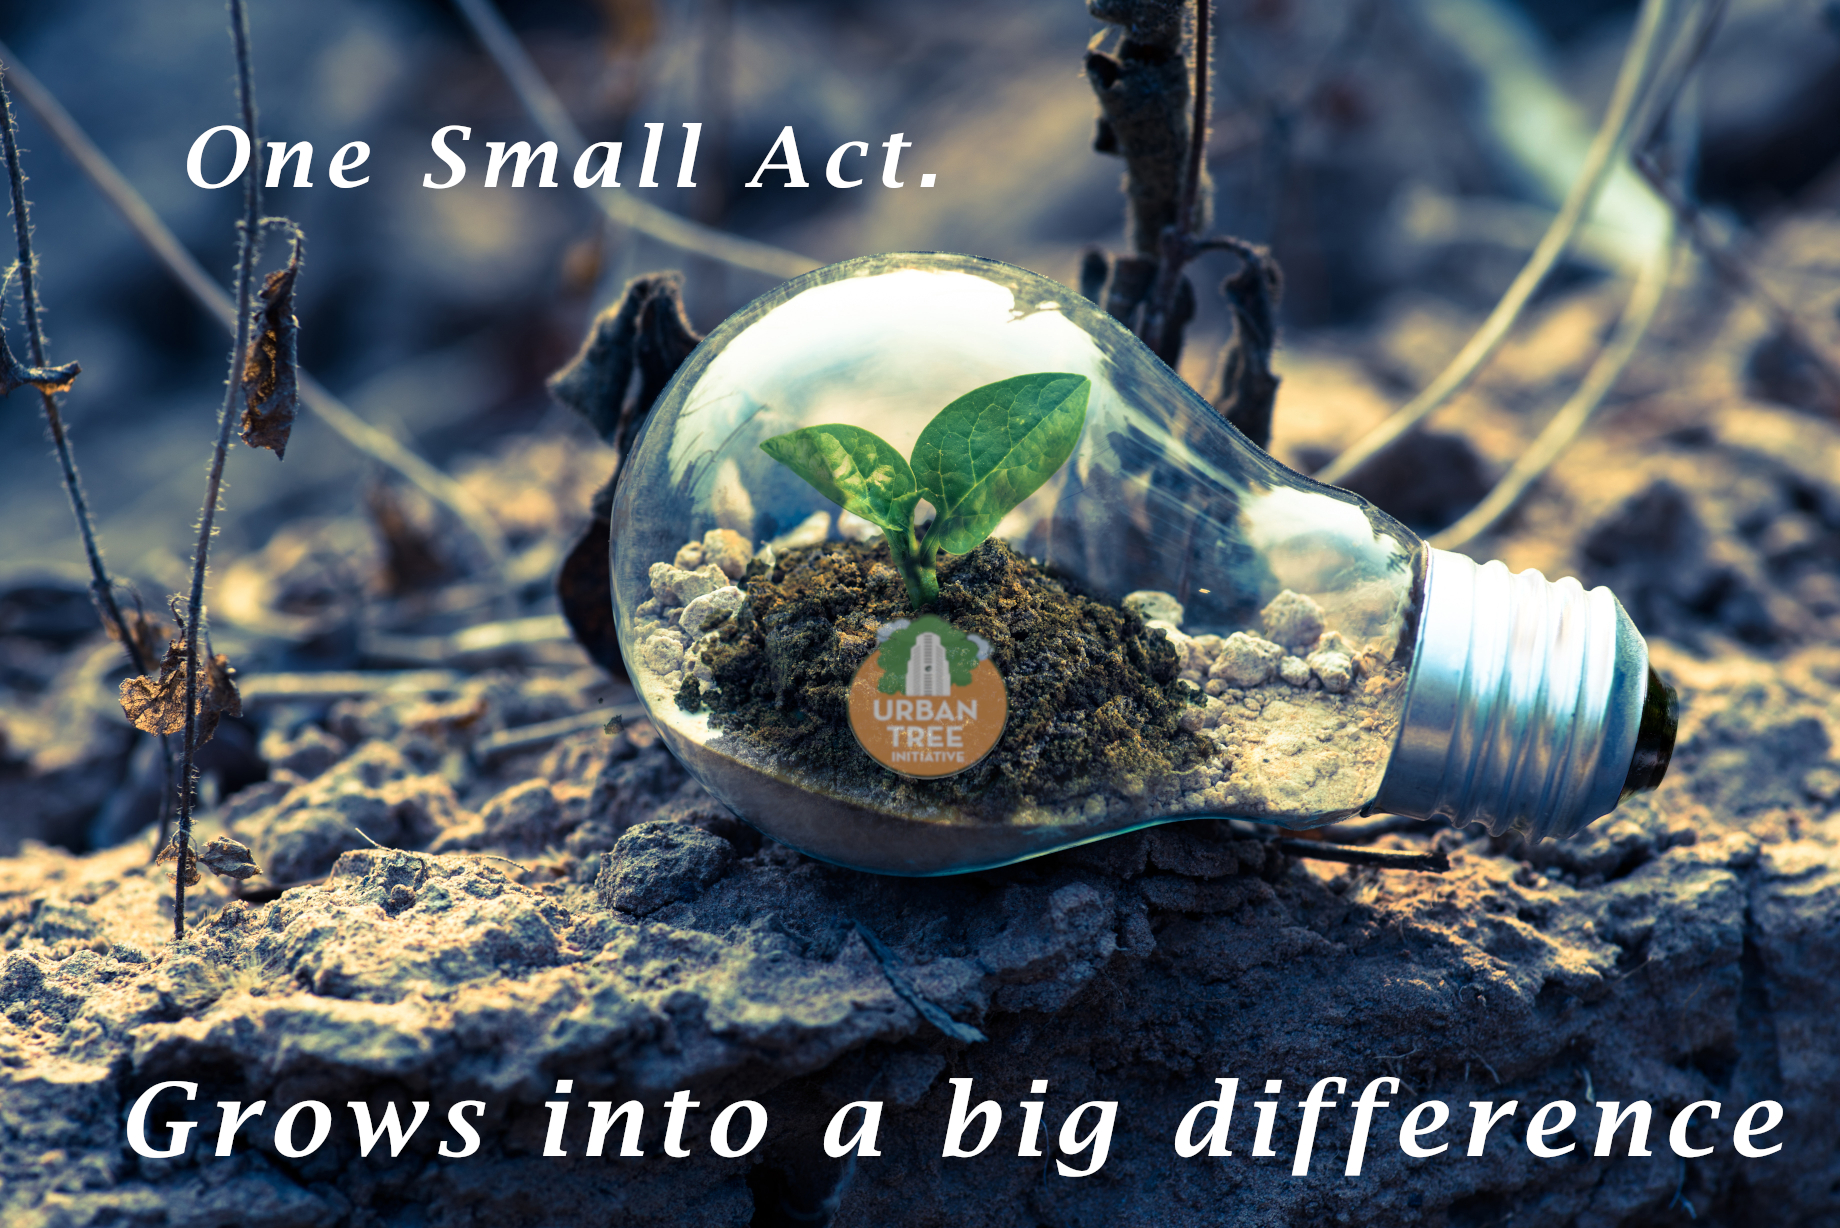 One Small Act.
URBAN
TREE
INITIATIVE
Grows into a big difference